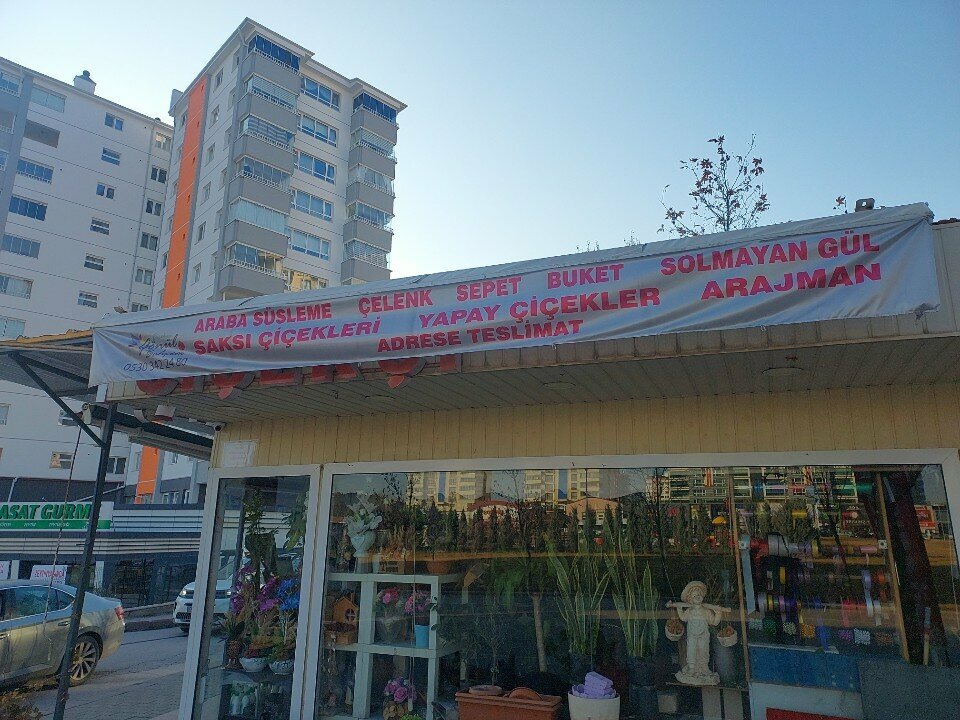 ARABA SÜSLEME ÇELENK SEPET BUKET SOLMAYAN GÜL
SAKSI ÇİÇEKLERİ YAPAY ÇİÇEKLER ARAJMAN
ADRESE TESLİMAT
ASAT GURM